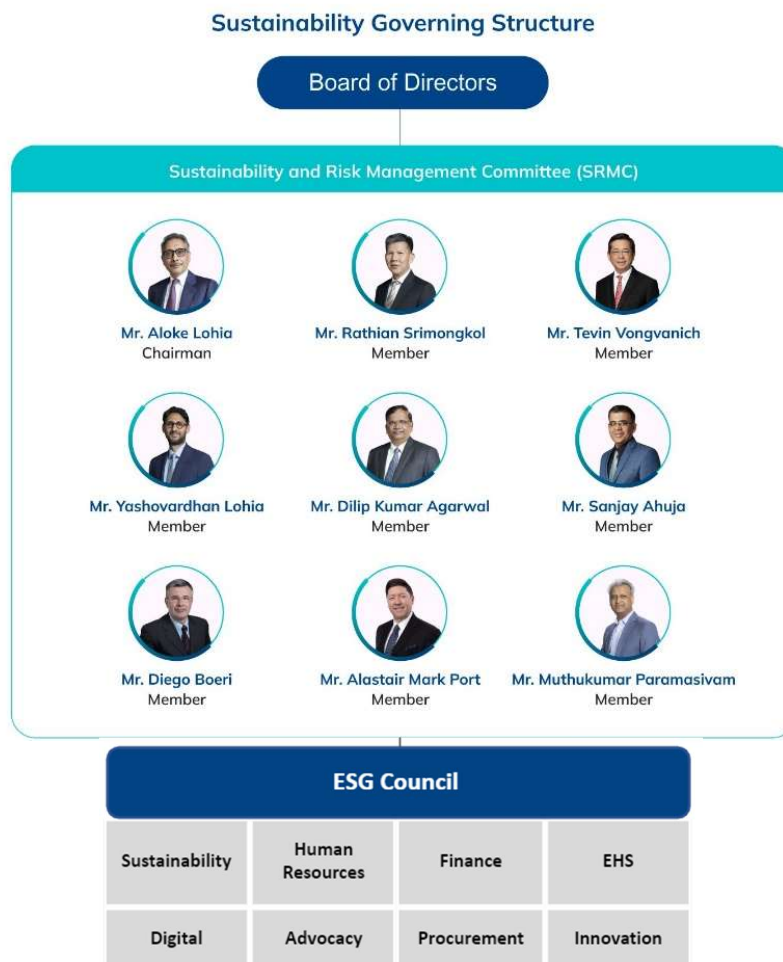 Sustainability Governing Structure
Board of Directors
Sustainability and Risk Management Committee (SRMC)
Mr. Aloke Lohia
Chairman
Mr. Rathian Srimongkol
Member
Mr. Tevin Vongvanich
Member
Mr. Yashovardhan Lohia
Member
Mr. Dilip Kumar Agarwal
Member
Mr. Sanjay Ahuja
Member
Mr. Diego Boeri
Member
Mr. Alastair Mark Port
Member
Mr. Muthukumar Paramasivam
Member
ESG Council
Sustainability
Human
Resources
Finance
EHS
Digital
Advocacy
Procurement
Innovation